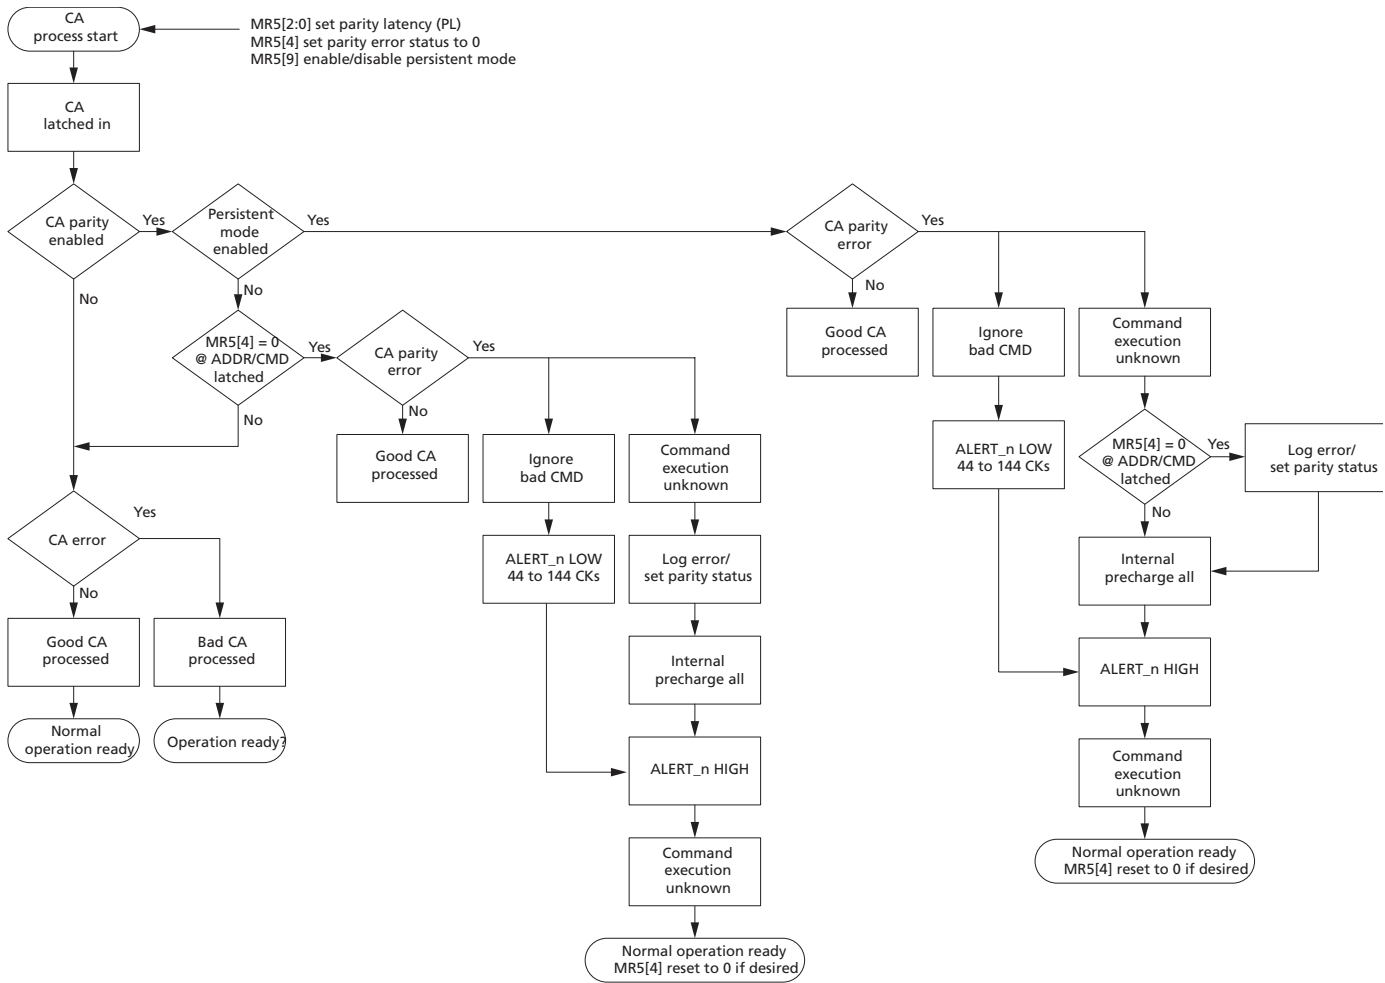 CA
process start
MR5[2:0] set parity latency (PL)
MR5[4] set parity error status to 0
MR5[9] enable/disable persistent mode
CA
latched in
CA parity
enabled
Yes
No
Persistent
mode
enabled
Yes
No
CA parity
error
Yes
No
Good CA
processed
Ignore
bad CMD
Command
execution
unknown
MR5[4] = 0
@ ADDR/CMD
latched
Yes
No
CA parity
error
Yes
No
Good CA
processed
Ignore
bad CMD
Command
execution
unknown
ALERT_n LOW
44 to 144 CKs
MR5[4] = 0
@ ADDR/CMD
latched
Yes
No
Log error/
set parity status
CA error
Yes
No
ALERT_n LOW
44 to 144 CKs
Log error/
set parity status
Internal
precharge all
Good CA
processed
Bad CA
processed
Internal
precharge all
ALERT_n HIGH
Normal
operation ready
Operation ready?
ALERT_n HIGH
Command
execution
unknown
Command
execution
unknown
Normal operation ready
MR5[4] reset to 0 if desired
Normal operation ready
MR5[4] reset to 0 if desired